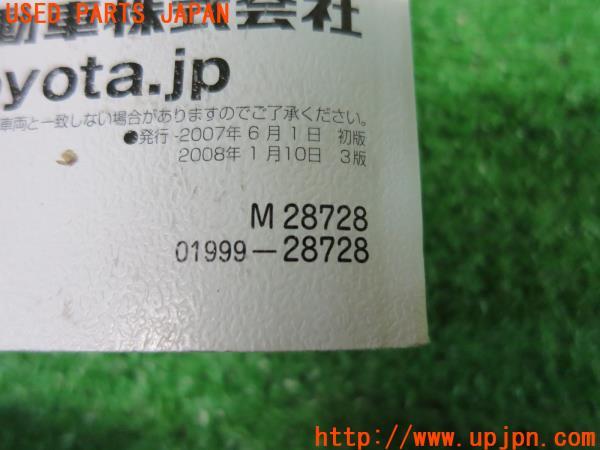 USED PARTS JAPAN
動車株式会社
oyota.jp
車両と一致しない場合がありますのでご了承ください。
●発行-2007年6月1日 初版
2008年1月10日 3版
M 28728
01999-28728
UPJ
UsedPartsJapan
http://www.upjpn.com/